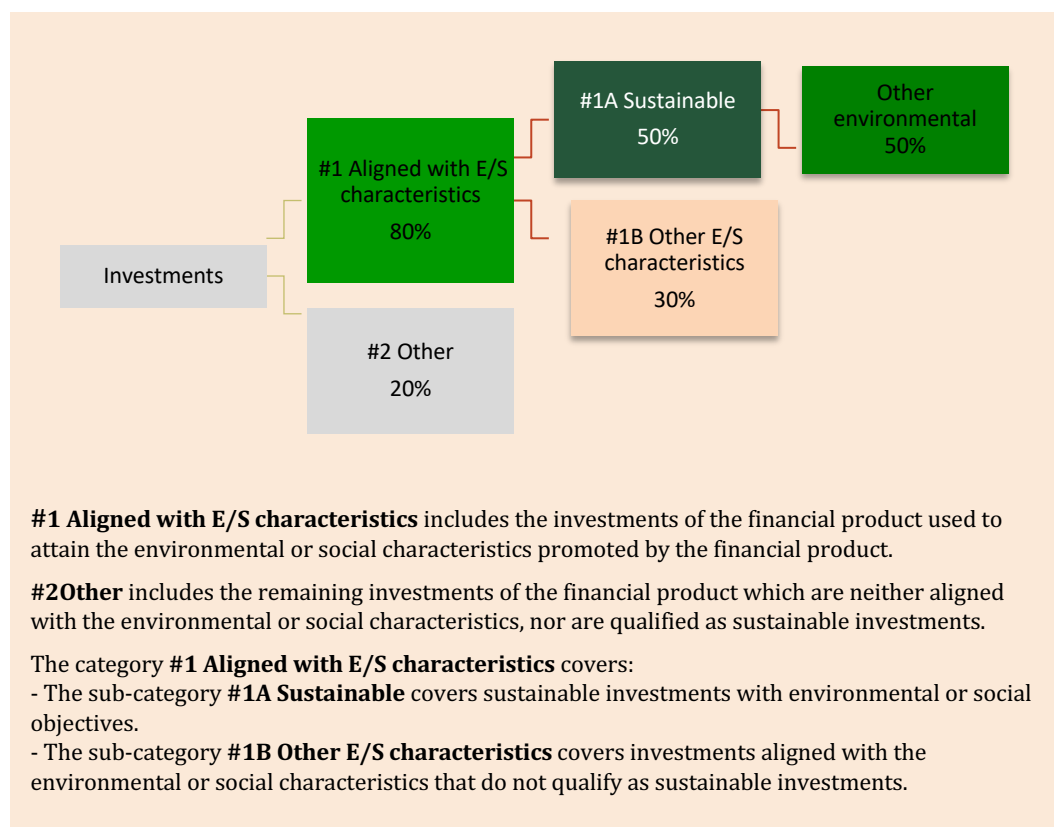 Investments
#1 Aligned with E/S
characteristics
80%
#2 Other
20%
#1A Sustainable
50%
#1B Other E/S
characteristics
30%
Other
environmental
50%
#1 Aligned with E/S characteristics includes the investments of the financial product used to
attain the environmental or social characteristics promoted by the financial product.
#2Other includes the remaining investments of the financial product which are neither aligned
with the environmental or social characteristics, nor are qualified as sustainable investments.
The category #1 Aligned with E/S characteristics covers:
- The sub-category #1A Sustainable covers sustainable investments with environmental or social
objectives.
- The sub-category #1B Other E/S characteristics covers investments aligned with the
environmental or social characteristics that do not qualify as sustainable investments.